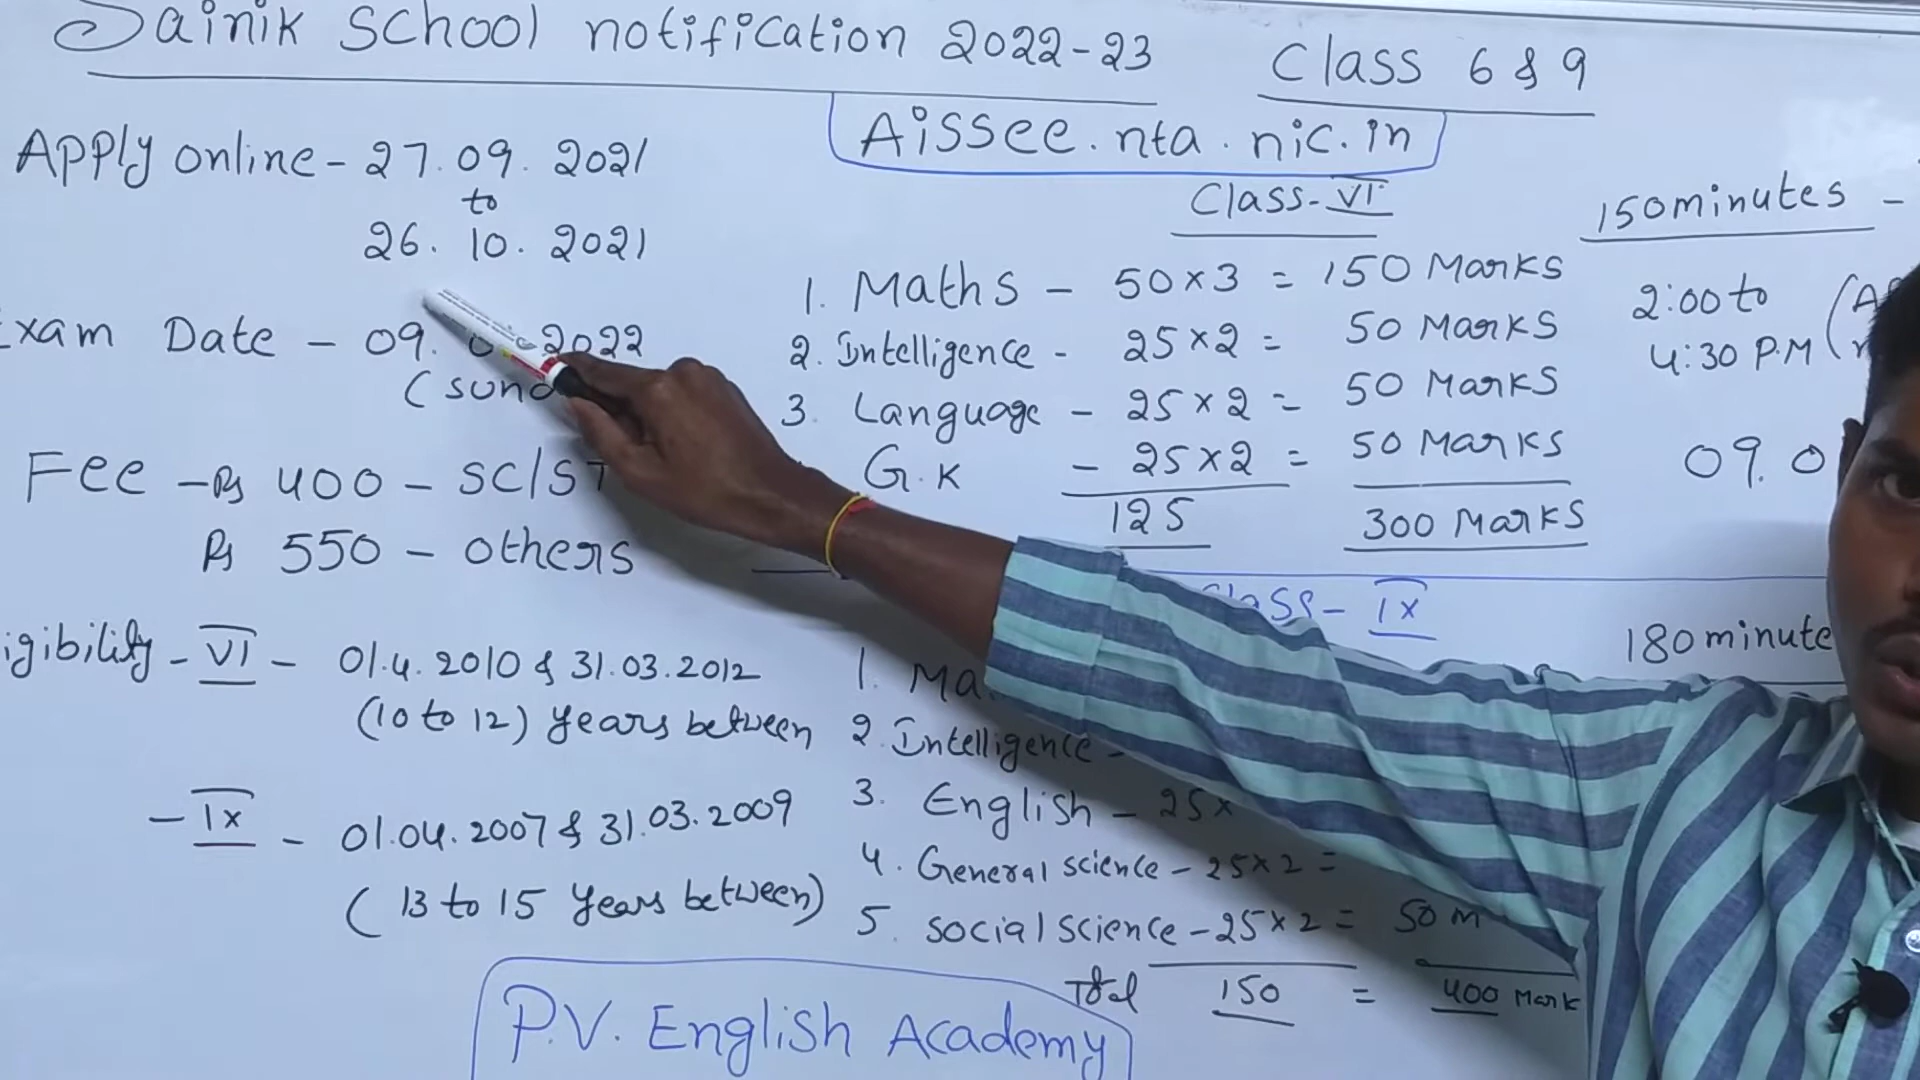 Sainik School notification 2022-23
Class 6 & 9
Aissee.nta.nic.in
Apply online - 27.09.2021
to
26.10.2021
Exam Date - 09. 2022
Fee - Rs 400 - SC/ST
Rs 550 - others
igibility - VI - 01.4.2010 & 31.03.2012
(10 to 12) years between
- IX - 01.04.2007 & 31.03.2009
(13 to 15 years between)
Class-VI
1. Maths - 50×3 = 150 Marks
2. Intelligence - 25×2 = 50 Marks
3. Language - 25×2 = 50 Marks
G.K - 25×2 = 50 Marks
125
300 Marks
150minutes -
2:00 to
4:30 P.M
09. 0
Class- IX
180minute
1. Ma
2. Intelligence -
3. English - 25×
4. General science - 25×2 =
5. social science - 25×2 = 50 m
Total 150 = 400 Mark
P.V. English Academy